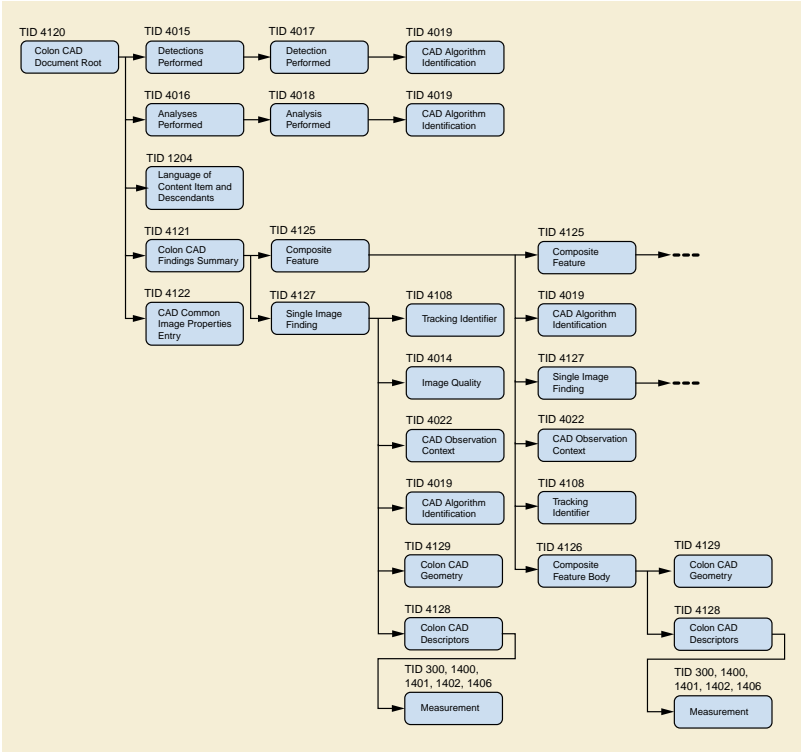 TID 4120
Colon CAD
Document Root
TID 4015
Detections
Performed
TID 4017
Detection
Performed
TID 4019
CAD Algorithm
Identification
TID 4016
Analyses
Performed
TID 4018
Analysis
Performed
TID 4019
CAD Algorithm
Identification
TID 1204
Language of
Content Item and
Descendants
TID 4121
Colon CAD
Findings Summary
TID 4125
Composite
Feature
TID 4125
Composite
Feature
TID 4122
CAD Common
Image Properties
Entry
TID 4127
Single Image
Finding
TID 4108
Tracking Identifier
TID 4019
CAD Algorithm
Identification
TID 4014
Image Quality
TID 4127
Single Image
Finding
TID 4022
CAD Observation
Context
TID 4022
CAD Observation
Context
TID 4019
CAD Algorithm
Identification
TID 4108
Tracking
Identifier
TID 4129
Colon CAD
Geometry
TID 4126
Composite
Feature Body
TID 4129
Colon CAD
Geometry
TID 4128
Colon CAD
Descriptors
TID 4128
Colon CAD
Descriptors
TID 300, 1400,
1401, 1402, 1406
Measurement
TID 300, 1400,
1401, 1402, 1406
Measurement